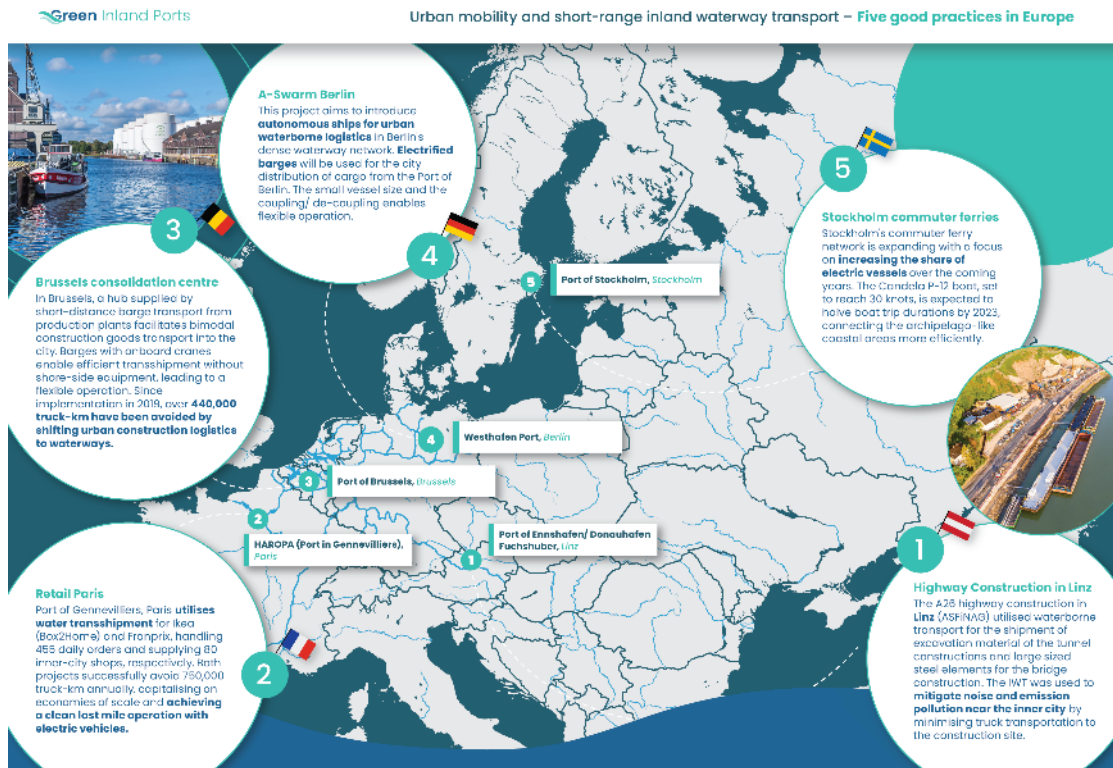 Green Inland Ports
Urban mobility and short-range inland waterway transport – Five good practices in Europe
A-Swarm Berlin
This project aims to introduce
autonomous ships for urban
waterborne logistics in Berlin's
dense waterway network. Electrified
barges will be used for the city
distribution of cargo from the Port of
Berlin. The small vessel size and the
coupling/ de-coupling enables
flexible operation.
4
3
Brussels consolidation centre
In Brussels, a hub supplied by
short-distance barge transport from
production plants facilitates bimodal
construction goods transport into the
city. Barges with onboard cranes
enable efficient transshipment without
shore-side equipment, leading to a
flexible operation. Since
implementation in 2019, over 440,000
truck-km have been avoided by
shifting urban construction logistics
to waterways.
5
Stockholm commuter ferries
Stockholm's commuter ferry
network is expanding with a focus
on increasing the share of
electric vessels over the coming
years. The Candela P-12 boat, set
to reach 30 knots, is expected to
halve boat trip durations by 2023,
connecting the archipelago-like
coastal areas more efficiently.
5
Port of Stockholm, Stockholm
4
Westhafen Port, Berlin
3
Port of Brussels, Brussels
2
HAROPA (Port in Gennevilliere),
Paris
1
Port of Ennshafen/ Donauhafen
Fuchshuber, Linz
Retail Paris
Port of Gennevilliers, Paris utilises
water transshipment for Ikea
(Box2Home) and Franprix, handling
455 daily orders and supplying 80
inner-city shops, respectively. Both
projects successfully avoid 750,000
truck-km annually, capitalising on
economies of scale and achieving
a clean last mile operation with
electric vehicles.
2
1
Highway Construction in Linz
The A26 highway construction in
Linz (ASFiNAG) utilised waterborne
transport for the shipment of
excavation material of the tunnel
constructions and large sized
steel elements for the bridge
construction. The IWT was used to
mitigate noise and emission
pollution near the inner city by
minimising truck transportation to
the construction site.